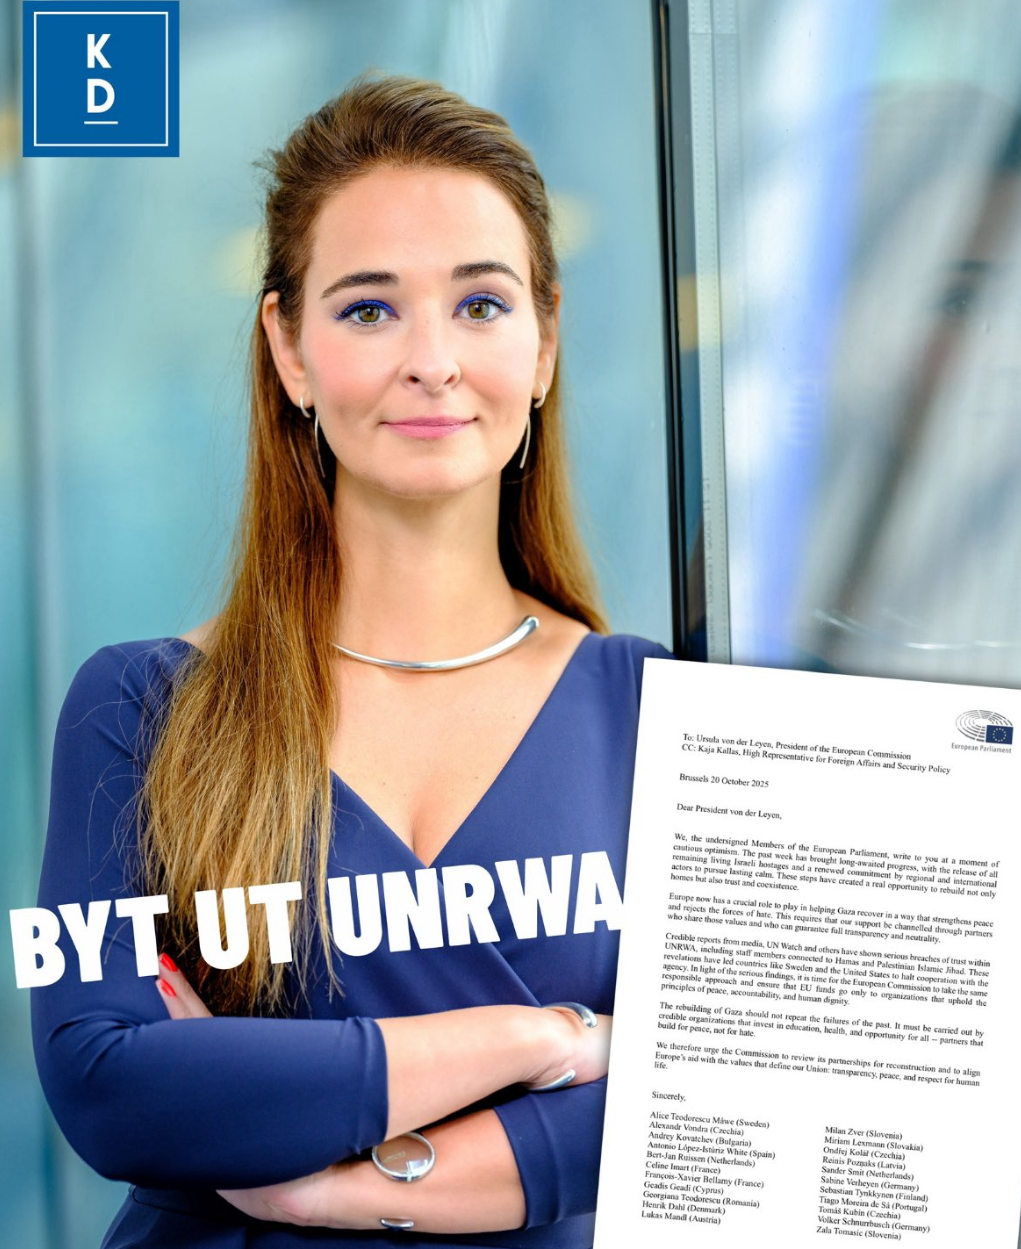 K
D
BYT UT UNRWA
European Parliament
To: Ursula von der Leyen, President of the European Commission
CC: Kaja Kallas, High Representative for Foreign Affairs and Security Policy
Brussels 20 October 2025
Dear President von der Leyen,
We, the undersigned Members of the European Parliament, write to you at a moment of
cautious optimism. The past week has brought long-awaited progress, with the release of all
remaining living Israeli hostages and a renewed commitment by regional and international
actors to pursue lasting calm. These steps have created a real opportunity to rebuild not only
homes but also trust and coexistence.
Europe now has a crucial role to play in helping Gaza recover in a way that strengthens peace
and rejects the forces of hate. This requires that our support be channelled through partners
who share those values and who can guarantee full transparency and neutrality.
Credible reports from media, UN Watch and others have shown serious breaches of trust within
UNRWA, including staff members connected to Hamas and Palestinian Islamic Jihad. These
revelations have led countries like Sweden and the United States to halt cooperation with the
agency. In light of the serious findings, it is time for the European Commission to take the same
responsible approach and ensure that EU funds go only to organizations that uphold the
principles of peace, accountability, and human dignity.
The rebuilding of Gaza should not repeat the failures of the past. It must be carried out by
credible organizations that invest in education, health, and opportunity for all – partners that
build for peace, not for hate.
We therefore urge the Commission to review its partnerships for reconstruction and to align
Europe's aid with the values that define our Union: transparency, peace, and respect for human
life.
Sincerely,
Alice Teodorescu Måwe (Sweden)
Alexandr Vondra (Czechia)
Andrey Kovatchev (Bulgaria)
Antonio López-Istúriz White (Spain)
Bert-Jan Ruissen (Netherlands)
Celine Imart (France)
François-Xavier Bellamy (France)
Geadis Geadi (Cyprus)
Georgiana Teodorescu (Romania)
Henrik Dahl (Denmark)
Lukas Mandl (Austria)
Milan Zver (Slovenia)
Miriam Lexmann (Slovakia)
Ondřej Kolář (Czechia)
Reinis Pozņaks (Latvia)
Sander Smit (Netherlands)
Sabine Verheyen (Germany)
Sebastian Tynkkynen (Finland)
Tiago Moreira de Sá (Portugal)
Tomáš Kubín (Czechia)
Volker Schnurrbusch (Germany)
Zala Tomasic (Slovenia)